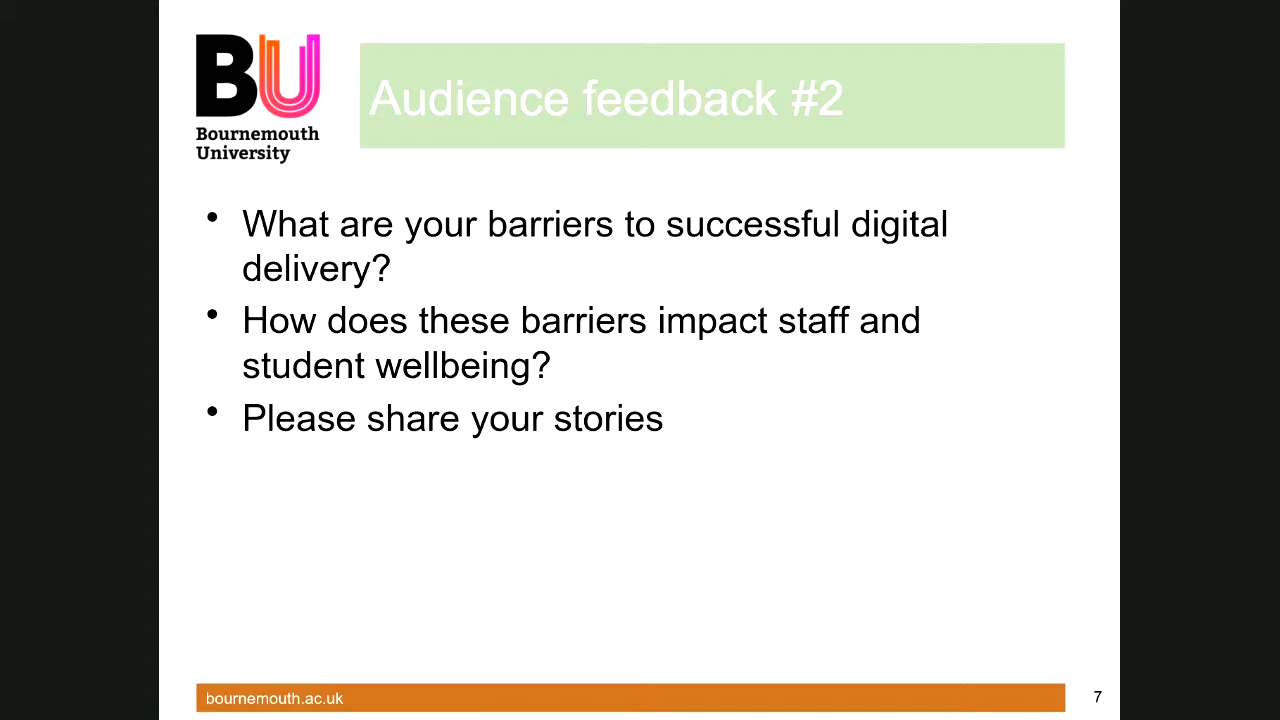 BU
Bournemouth
University
Audience feedback #2
• What are your barriers to successful digital
delivery?
• How does these barriers impact staff and
student wellbeing?
• Please share your stories
bournemouth.ac.uk
7